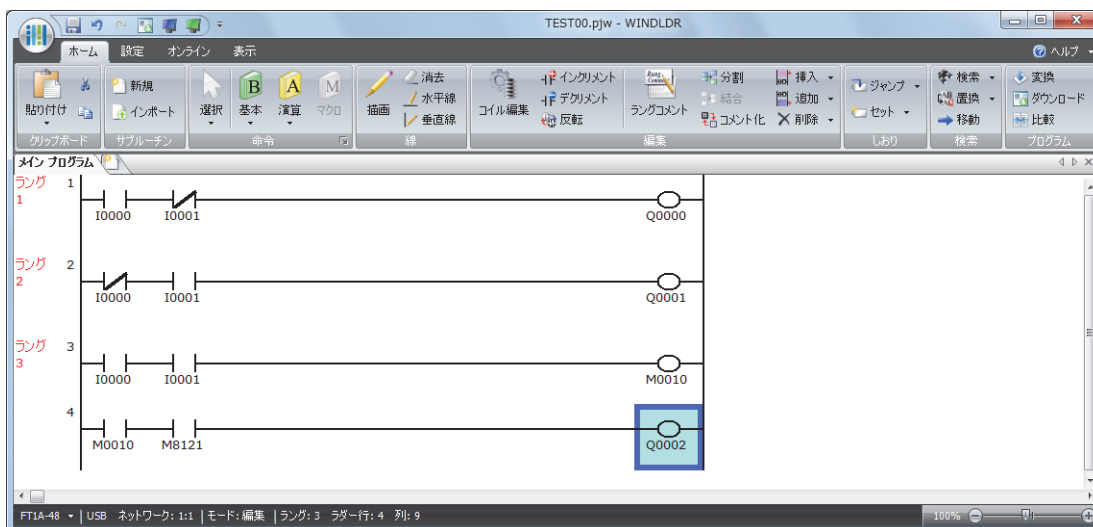 TEST00.pjw - WINDLDR
ホーム 設定 オンライン 表示 ヘルプ
貼り付け 新規 インポート 選択 基本 B 演算 A マクロ M 描画 消去 水平線 垂直線 コイル編集 インクリメント デクリメント 反転 ラングコメント 分割 結合 コメント化 挿入 追加 削除 ジャンプ セット 検索 置換 移動 変換 ダウンロード 比較
クリップボード サブルーチン 命令 線 編集 しおり 検索 プログラム
メイン プログラム
ラング 1
1
I0000 I0001 Q0000
ラング 2
2
I0000 I0001 Q0001
ラング 3
3
I0000 I0001 M0010
4
M0010 M8121 Q0002
FT1A-48 USB ネットワーク: 1:1 | モード: 編集 | ラング: 3 ラダー行: 4 列: 9 100%